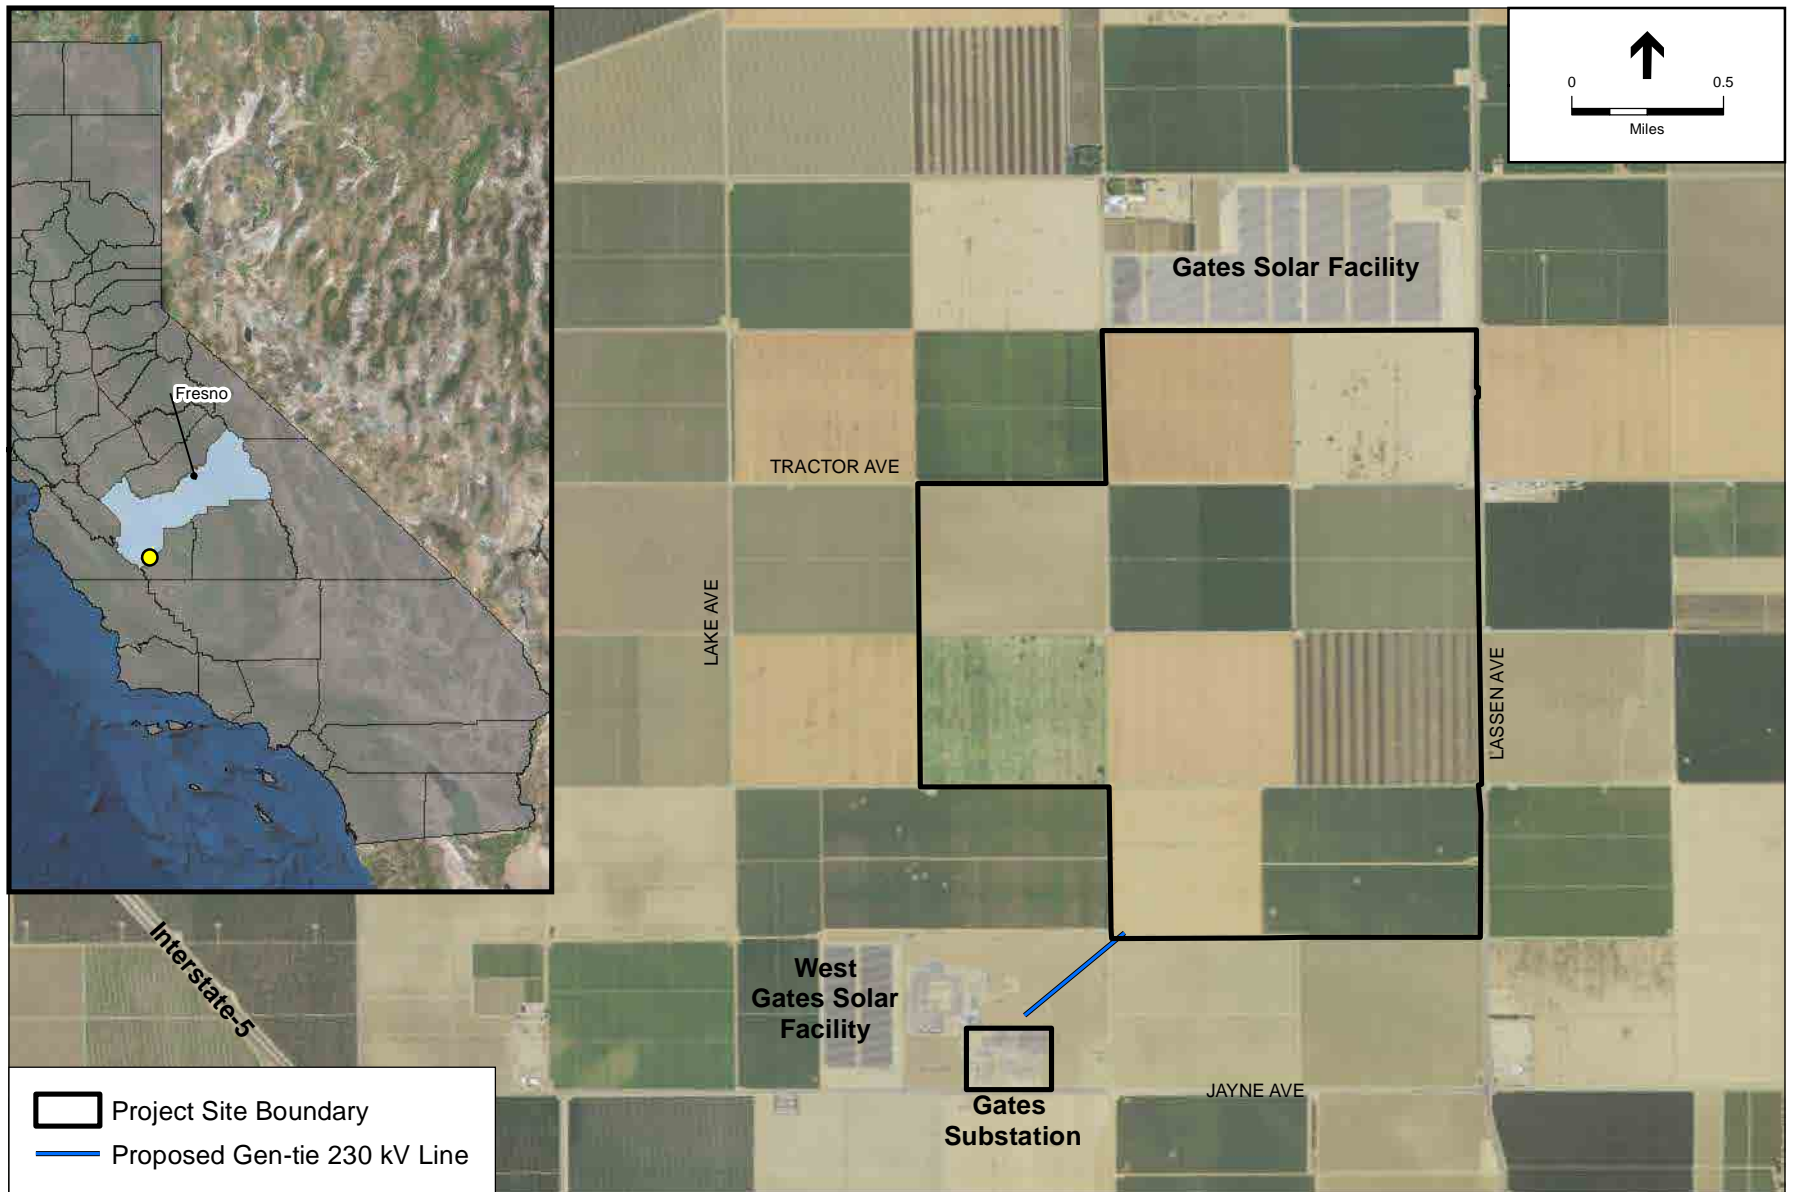 0 0.5
Miles
Gates Solar Facility
Fresno
TRACTOR AVE
LAKE AVE
LASSEN AVE
Interstate-5
West
Gates Solar
Facility
JAYNE AVE
Gates
Substation
Project Site Boundary
Proposed Gen-tie 230 kV Line